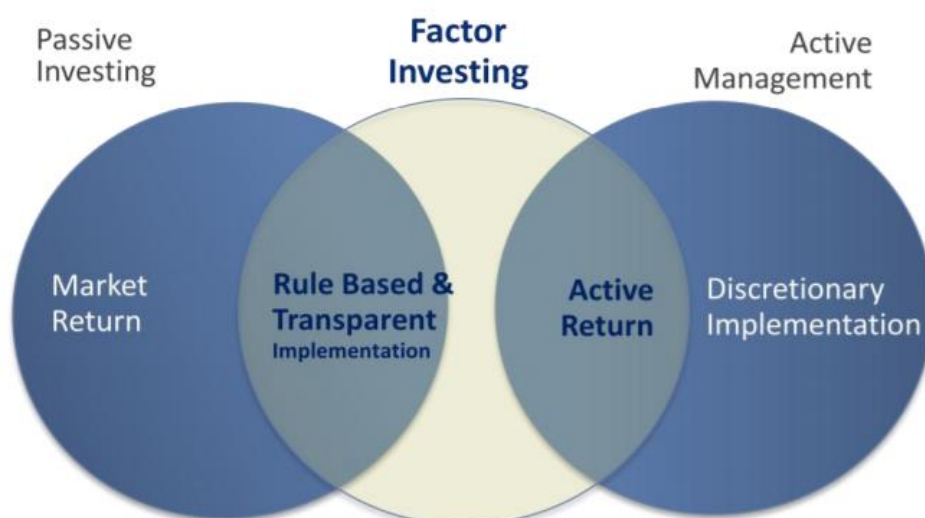 Passive
Investing
Factor
Investing
Active
Management
Market
Return
Rule Based &
Transparent
Implementation
Active
Return
Discretionary
Implementation